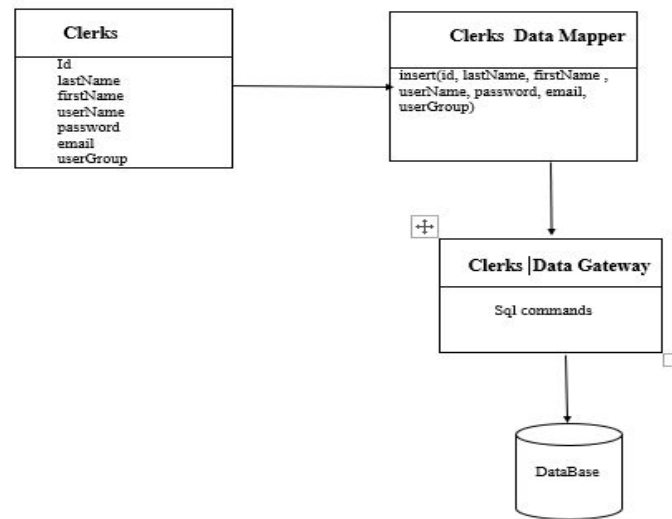 Clerks
Id
lastName
firstName
userName
password
email
userGroup
Clerks Data Mapper
insert(id, lastName, firstName ,
userName, password, email,
userGroup)
Clerks Data Gateway
Sql commands
DataBase